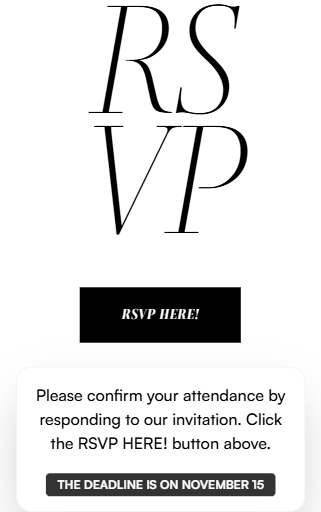 RS
VP
RSVP HERE!
Please confirm your attendance by
responding to our invitation. Click
the RSVP HERE! button above.
THE DEADLINE IS ON NOVEMBER 15